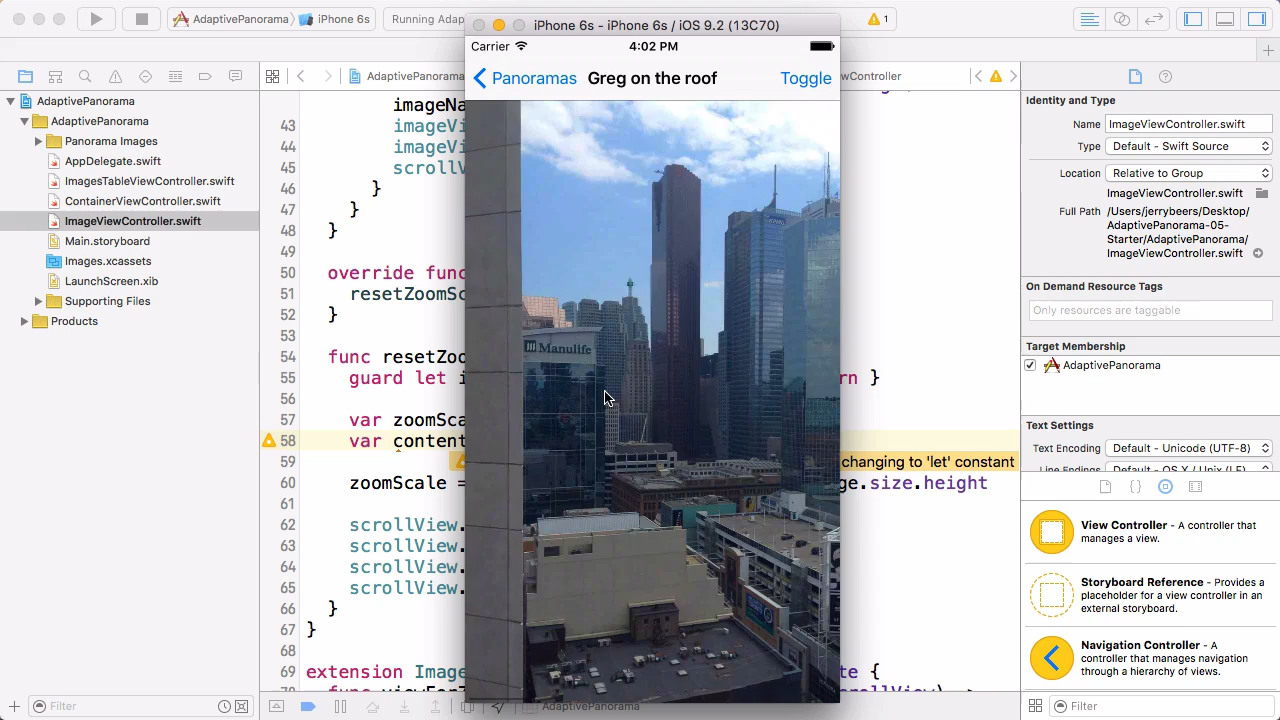 AdaptivePanorama
iPhone 6s
Running Adap
1
iPhone 6s - iPhone 6s / iOS 9.2 (13C70)
Carrier
4:02 PM
Panoramas
Greg on the roof
Toggle
Manulife
AdaptivePanorama
AdaptivePanorama
Panorama Images
AppDelegate.swift
ImagesTableViewController.swift
ContainerViewController.swift
ImageViewController.swift
Main.storyboard
Images.xcassets
LaunchScreen.xib
Supporting Files
Products
Filter
AdaptivePanorama
wController
imageNa
43 imageVi
44 imageVi
45 scrollV
46 }
47 }
48 }
49
50 override func
51 resetZoomSc
52 }
53
54 func resetZoo
55 guard let i rn }
56
57 var zoomSca
58 var content
59 changing to 'let' constant
60 zoomScale = ge.size.height
61
62 scrollView.
63 scrollView.
64 scrollView.
65 scrollView.
66 }
67 }
68
69 extension Image te {
AdaptivePanorama
Identity and Type
Name ImageViewController.swift
Type Default - Swift Source
Location Relative to Group
ImageViewController.swift
Full Path /Users/jerrybeers/Desktop/
AdaptivePanorama-05-
Starter/AdaptivePanorama/
ImageViewController.swift
On Demand Resource Tags
Only resources are taggable
Target Membership
AdaptivePanorama
Text Settings
Text Encoding Default - Unicode (UTF-8)
Line Endings Default - OS X / Unix (LF)
{}
View Controller - A controller that
manages a view.
Storyboard Reference - Provides a
placeholder for a view controller in an
external storyboard.
Navigation Controller - A
controller that manages navigation
through a hierarchy of views.
Filter